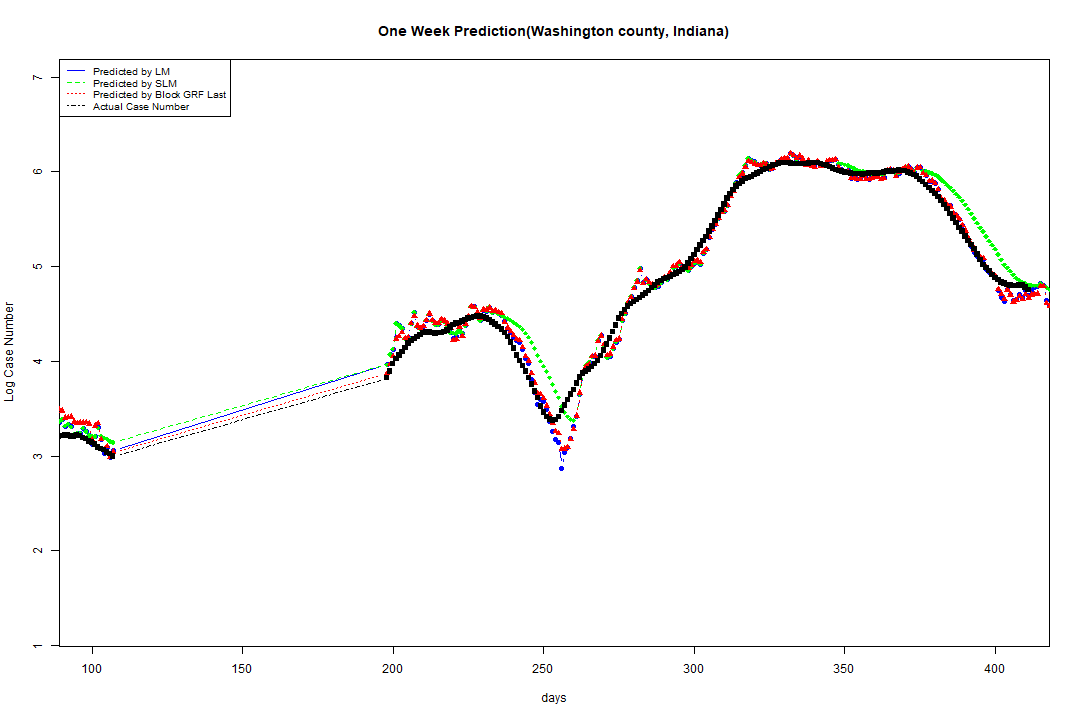 One Week Prediction(Washington county, Indiana)
Predicted by LM
Predicted by SLM
Predicted by Block GRF Last
Actual Case Number
7
6
5
4
3
2
1
Log Case Number
100 150 200 250 300 350 400
days